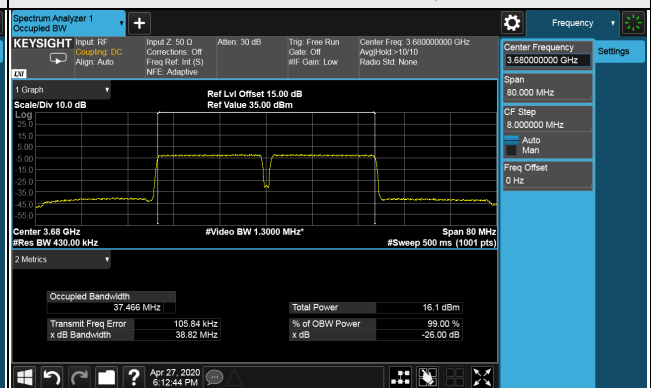 Spectrum Analyzer 1
Occupied BW
Frequency
KEYSIGHT
Input: RF
Coupling: DC
Align: Auto
Input Z: 50 Ω
Corrections: Off
Freq Ref: Int (S)
NFE: Adaptive
Atten: 30 dB
Trig: Free Run
Gate: Off
#IF Gain: Low
Center Freq: 3.680000000 GHz
Avg|Hold:>10/10
Radio Std: None
LXI
1 Graph
Scale/Div 10.0 dB
Ref Lvl Offset 15.00 dB
Ref Value 35.00 dBm
Log
25.0
15.0
5.00
-5.00
-15.0
-25.0
-35.0
-45.0
-55.0
Center 3.68 GHz
#Res BW 430.00 kHz
#Video BW 1.3000 MHz*
Span 80 MHz
#Sweep 500 ms (1001 pts)
2 Metrics
Occupied Bandwidth
37.466 MHz
Transmit Freq Error 105.84 kHz
x dB Bandwidth 38.82 MHz
Total Power 16.1 dBm
% of OBW Power 99.00 %
x dB -26.00 dB
Apr 27, 2020
6:12:44 PM
Center Frequency
3.680000000 GHz
Span
80.000 MHz
CF Step
8.000000 MHz
Auto
Man
Freq Offset
0 Hz
Settings